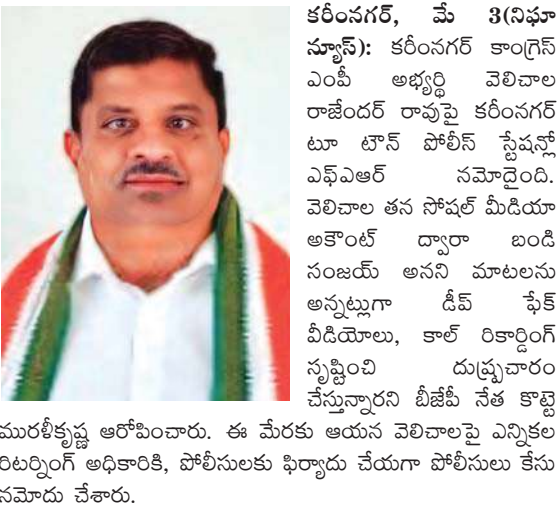 కరీంనగర్, మే 3(నిఘా
న్యూస్): కరీంనగర్ కాంగ్రెస్
ఎంపీ అభ్యర్థి వెలిచాల
రాజేందర్ రావుపై కరీంనగర్
టూ టౌన్ పోలీస్ స్టేషన్లో
ఎఫ్ఎఆర్ నమోదైంది.
వెలిచాల తన సోషల్ మీడియా
అకౌంట్ ద్వారా బండి
సంజయ్ అనని మాటలను
అన్నట్లుగా డీప్ ఫేక్
వీడియోలు, కాల్ రికార్డింగ్
సృష్టించి దుష్ప్రచారం
చేస్తున్నారని బీజేపీ నేత కొట్టె
మురళీకృష్ణ ఆరోపించారు. ఈ మేరకు ఆయన వెలిచాలపై ఎన్నికల
రిటర్నింగ్ అధికారికి, పోలీసులకు ఫిర్యాదు చేయగా పోలీసులు కేసు
నమోదు చేశారు.